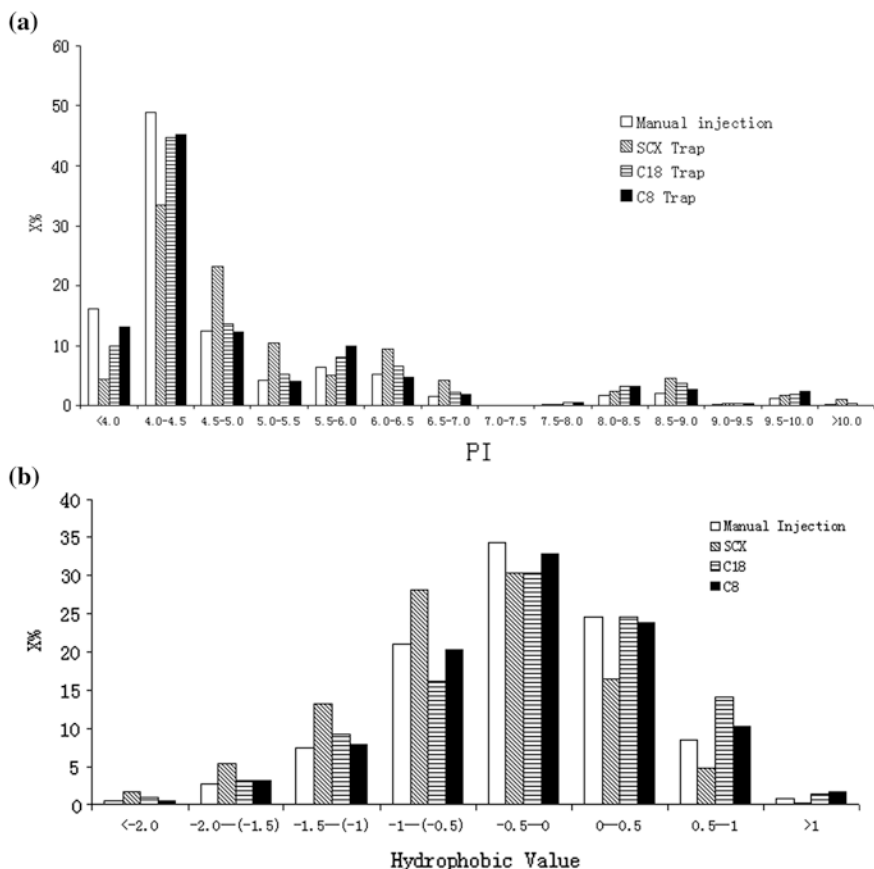 (a)
60
50
40
30
20
10
0
X%
Manual injection
SCX Trap
C18 Trap
C8 Trap
<4.0 4.0-4.5 4.5-5.0 5.0-5.5 5.5-6.0 6.0-6.5 6.5-7.0 7.0-7.5 7.5-8.0 8.0-8.5 8.5-9.0 9.0-9.5 9.5-10.0 >10.0
PI
(b)
40
35
30
25
20
15
10
5
0
X%
Manual Injection
SCX
C18
C8
<-2.0 -2.0—(-1.5) -1.5—(-1) -1—(-0.5) -0.5—0 0—0.5 0.5—1 >1
Hydrophobic Value